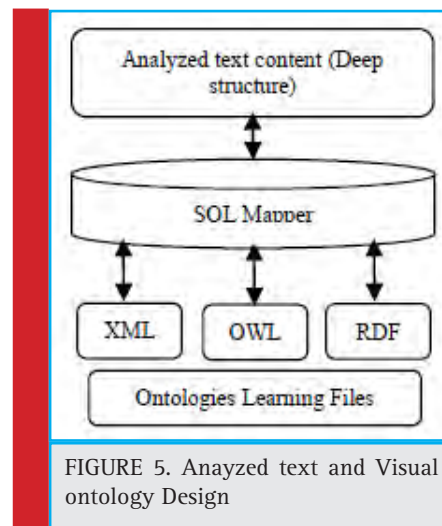 Analyzed text content (Deep
structure)
SOL Mapper
XML OWL RDF
Ontologies Learning Files
FIGURE 5. Anayzed text and Visual
ontology Design